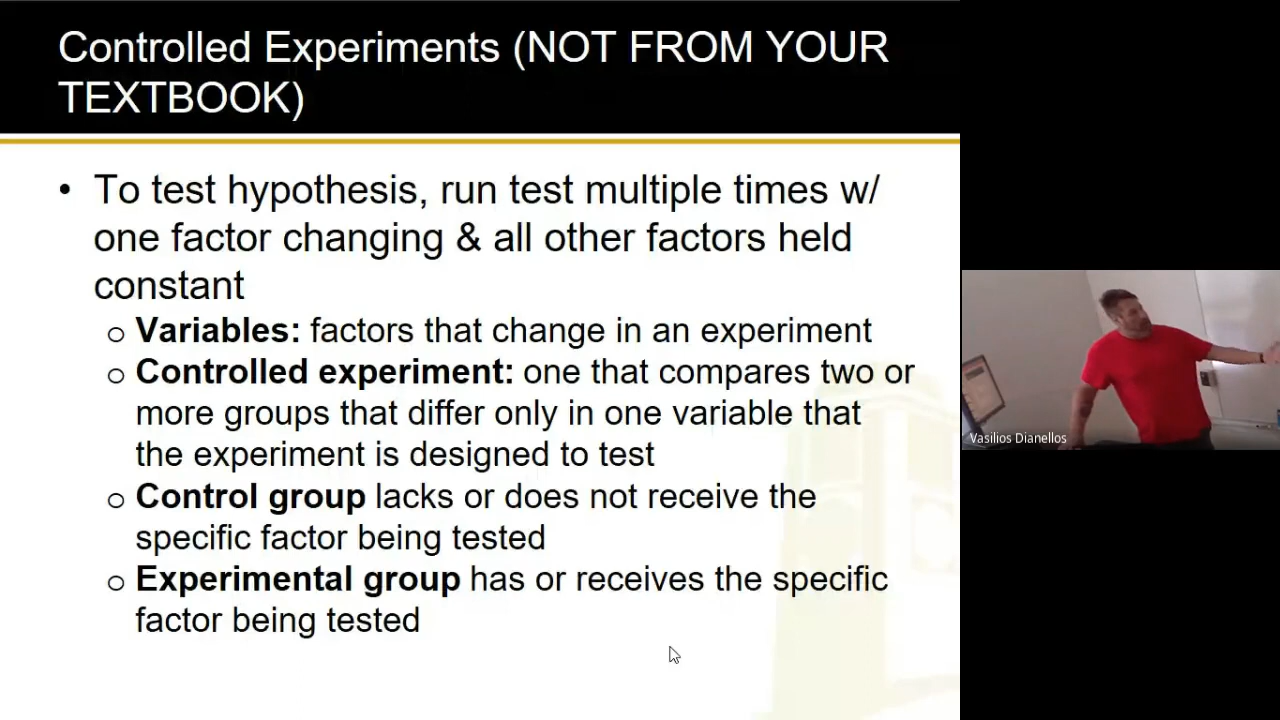 Controlled Experiments (NOT FROM YOUR
TEXTBOOK)
• To test hypothesis, run test multiple times w/
one factor changing & all other factors held
constant
o Variables: factors that change in an experiment
o Controlled experiment: one that compares two or
more groups that differ only in one variable that
the experiment is designed to test
o Control group lacks or does not receive the
specific factor being tested
o Experimental group has or receives the specific
factor being tested
Vasilios Dianellos